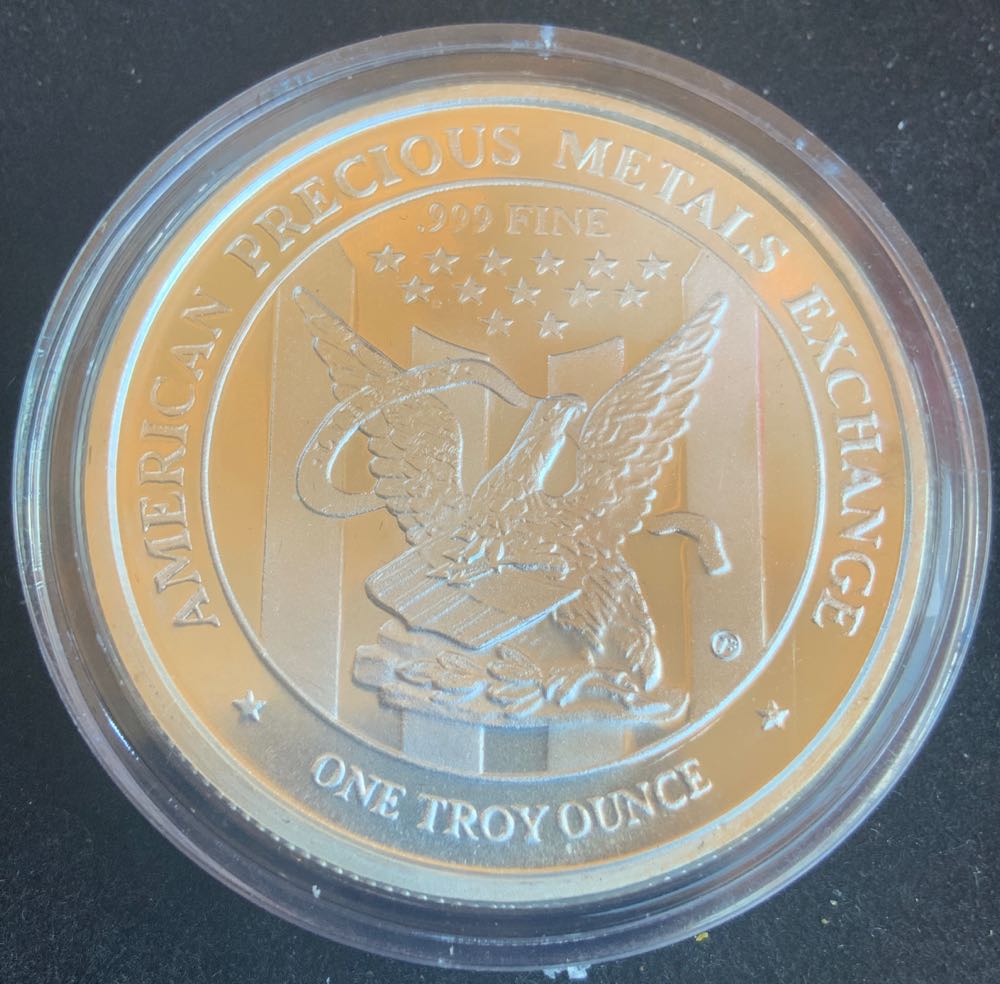 AMERICAN PRECIOUS METALS EXCHANGE
.999 FINE
ONE TROY OUNCE